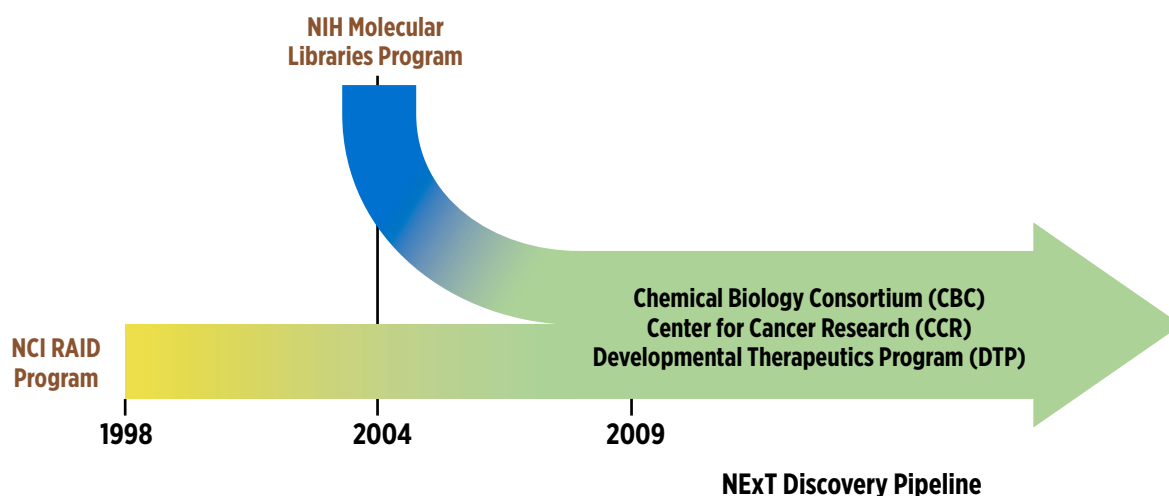 NIH Molecular
Libraries Program
Chemical Biology Consortium (CBC)
Center for Cancer Research (CCR)
Developmental Therapeutics Program (DTP)
NCI RAID
Program
1998
2004
2009
NExT Discovery Pipeline